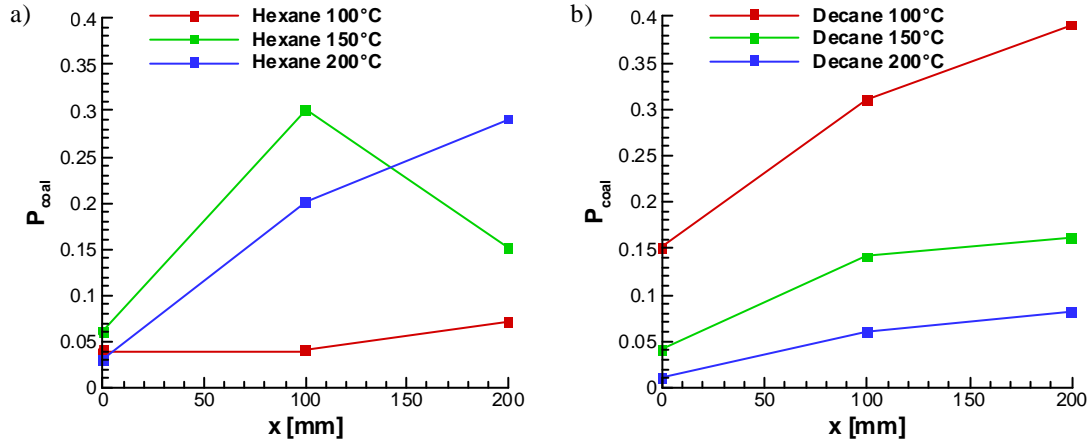 a)
Hexane 100°C
Hexane 150°C
Hexane 200°C
0.4
0.35
0.3
0.25
0.2
0.15
0.1
0.05
0
P_coal
0 50 100 150 200
x [mm]
b)
Decane 100°C
Decane 150°C
Decane 200°C
0.4
0.35
0.3
0.25
0.2
0.15
0.1
0.05
0
P_coal
0 50 100 150 200
x [mm]